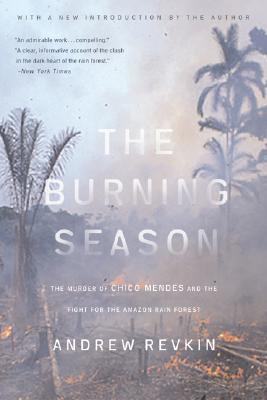 WITH A NEW INTRODUCTION BY THE AUTHOR
"An admirable work . . . compelling."
"A clear, informative account of the clash
in the dark heart of the rain forest."
-New York Times
THE
BURNING
SEASON
THE MURDER OF CHICO MENDES AND THE
FIGHT FOR THE AMAZON RAIN FOREST
ANDREW REVKIN